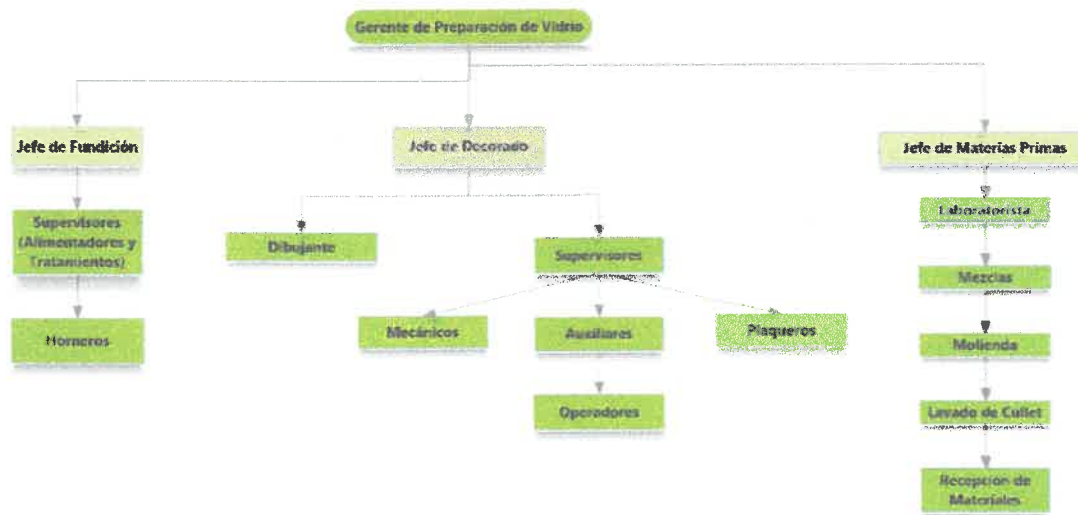 Gerente de Preparación de Vidrio
Jefe de Fundición
Jefe de Decorado
Jefe de Materias Primas
Supervisores
(Alimentadores y
Tratamientos)
Dibujante
Supervisores
Laboratorista
Mezclas
Horneros
Mecánicos
Auxiliares
Plaqueros
Molienda
Operadores
Lavado de Cullet
Recepción de
Materiales